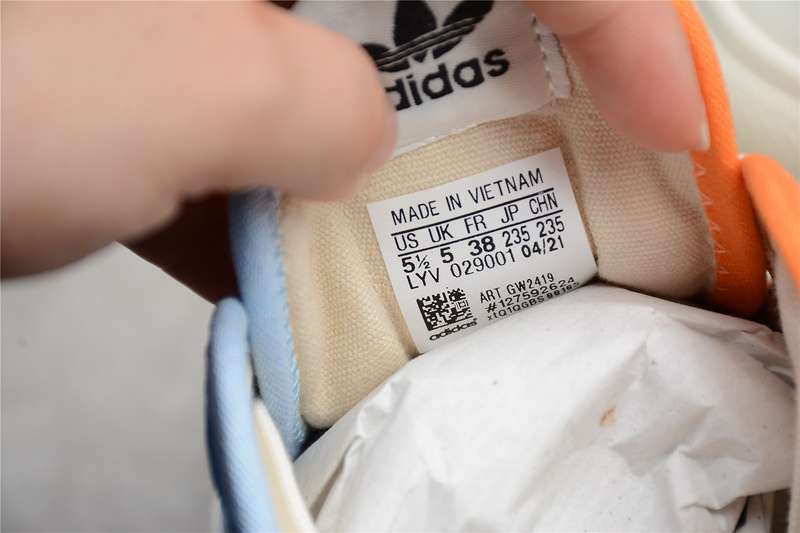 adidas
MADE IN VIETNAM
US UK FR JP CHN
5½ 5 38 235 235
LYV 029001 04/21
ART GW2419
#127592624
adidas